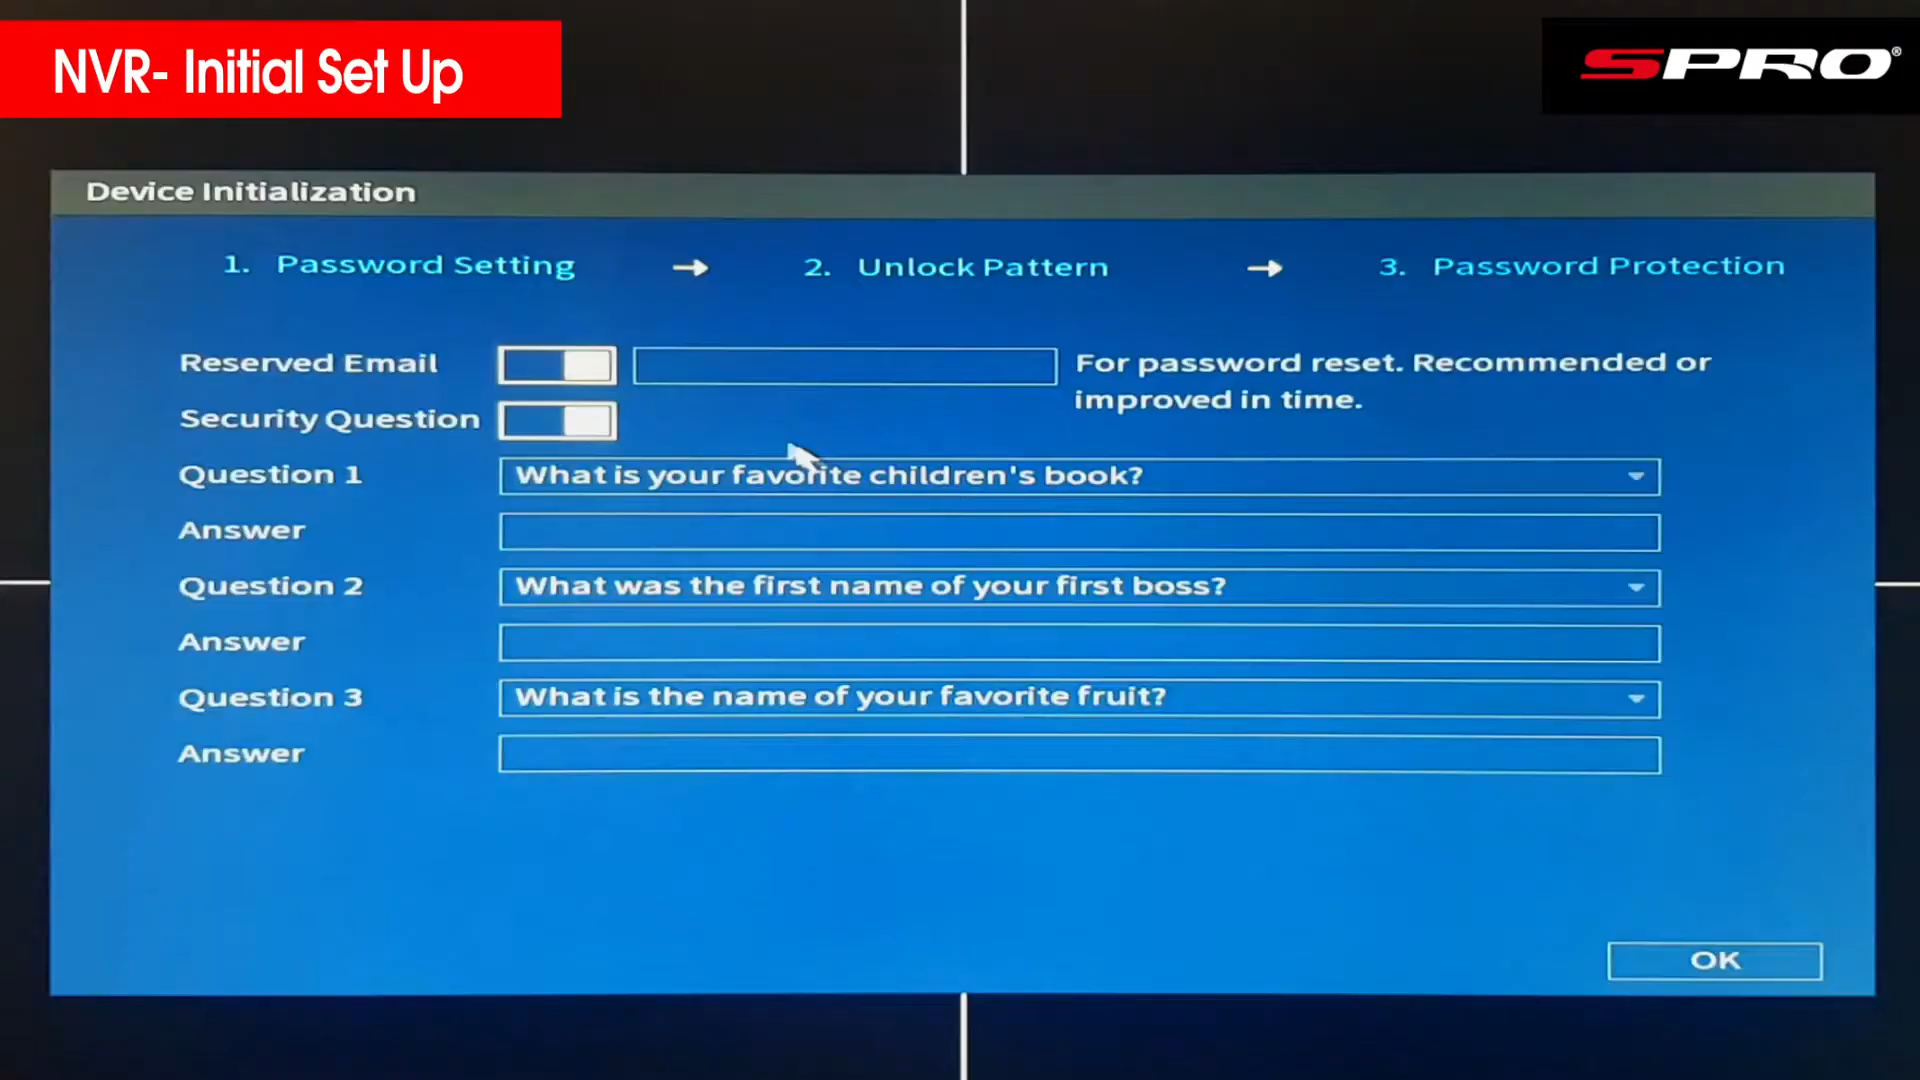 NVR- Initial Set Up
SPRO®
Device Initialization
1. Password Setting → 2. Unlock Pattern → 3. Password Protection
Reserved Email
For password reset. Recommended or
improved in time.
Security Question
Question 1
What is your favorite children's book?
Answer
Question 2
What was the first name of your first boss?
Answer
Question 3
What is the name of your favorite fruit?
Answer
OK